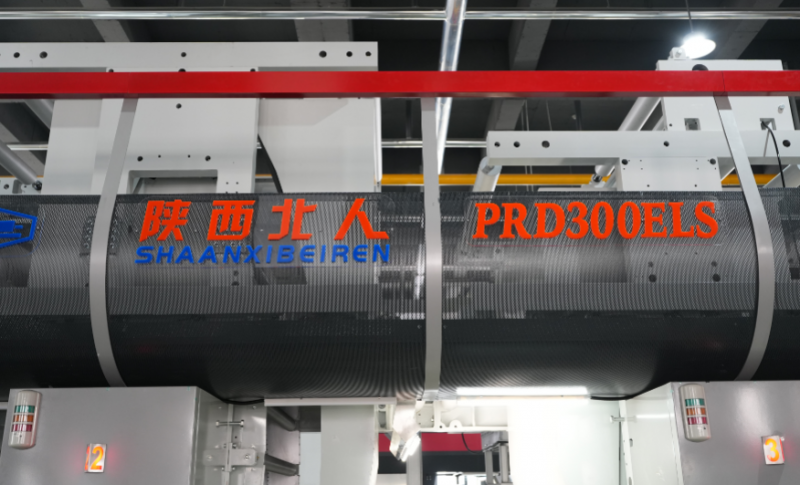 陕西北人
SHAANXIBEIREN
PRD300ELS
2
3